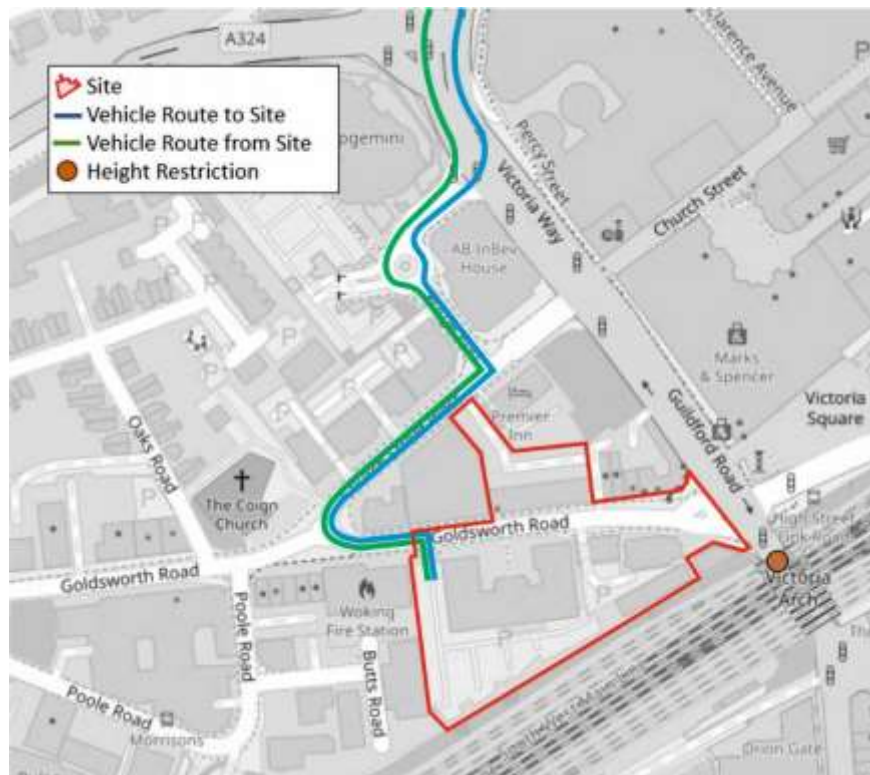 A324
Site
Vehicle Route to Site
Vehicle Route from Site
Height Restriction
Clarence Avenue
P
Percy Street
Victoria Way
Church Street
AB InBev
House
P
P
P
P
P
Marks
& Spencer
Victoria
Square
Premier
Inn
Guildford Road
Oaks Road
The Coign
Church
Goldsworth Road
Goldsworth Road
High Street
Link Road
Victoria
Arch
Woking
Fire Station
P
Poole Road
Butts Road
Poole Road
Morrisons
Orion Gate